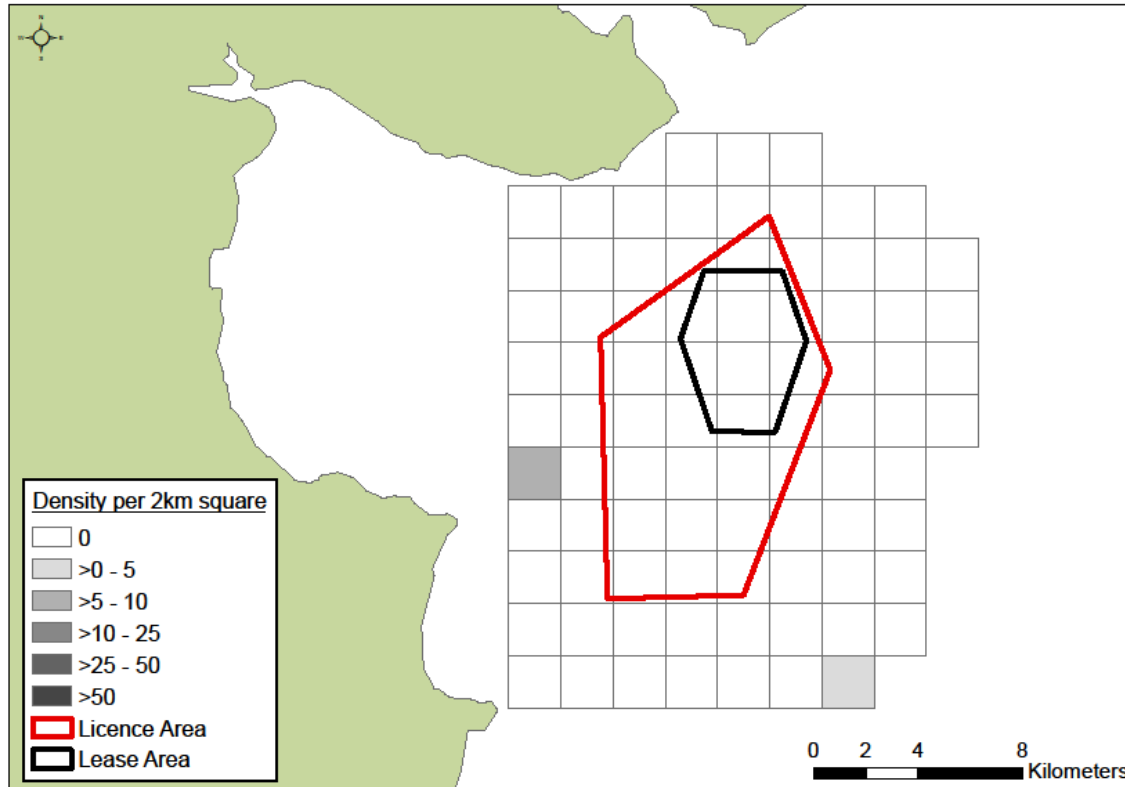 N
W E
S
Density per 2km square
0
>0 - 5
>5 - 10
>10 - 25
>25 - 50
>50
Licence Area
Lease Area
0 2 4 8
Kilometers